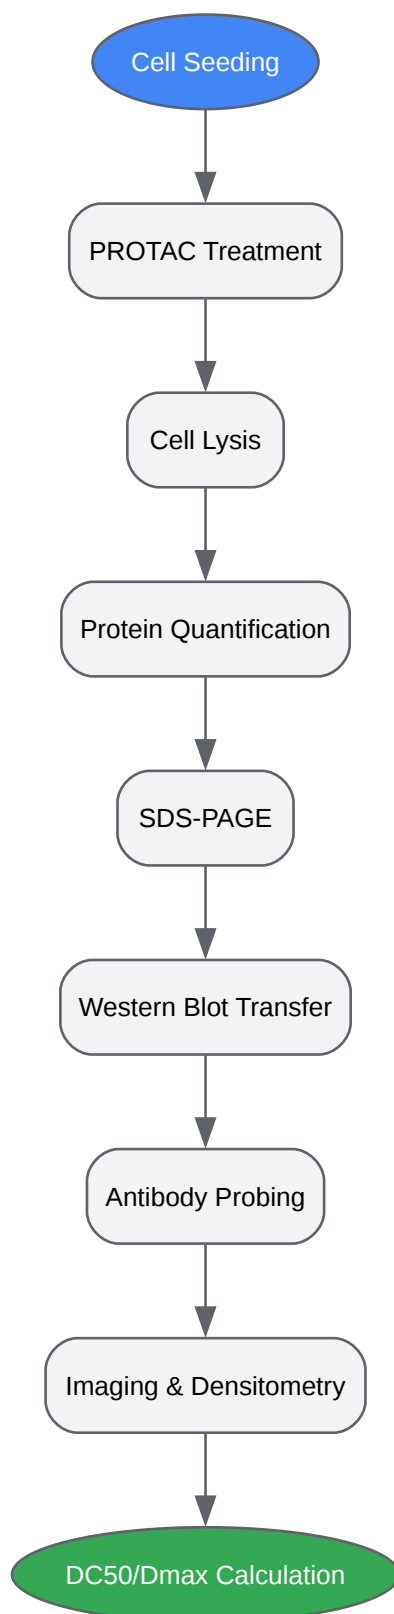 Cell Seeding
PROTAC Treatment
Cell Lysis
Protein Quantification
SDS-PAGE
Western Blot Transfer
Antibody Probing
Imaging & Densitometry
DC50/Dmax Calculation